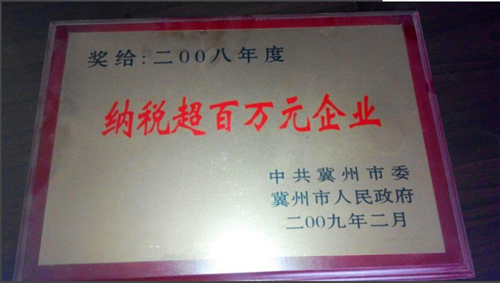 奖给:二00八年度
纳税超百万元企业
中共冀州市委
冀州市人民政府
二00九年二月